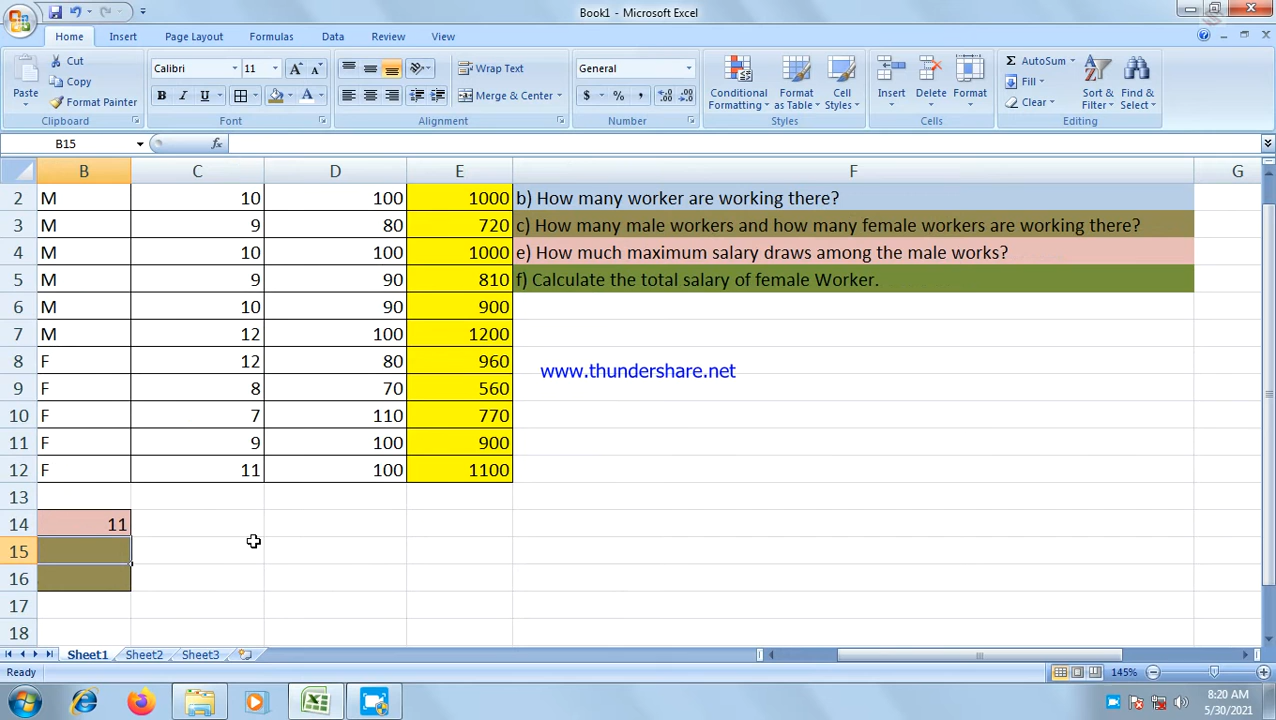 Book1 - Microsoft Excel
Home Insert Page Layout Formulas Data Review View
Paste
Cut
Copy
Format Painter
Clipboard
Calibri 11
B I U A
Font
Wrap Text
Merge & Center
Alignment
General
$ % ,
Number
Conditional Formatting
Format as Table
Cell Styles
Styles
Insert
Delete
Format
Cells
Σ AutoSum
Fill
Clear
Sort & Filter
Find & Select
Editing
B15 fx
B C D E F G
2 M 10 100 1000 b) How many worker are working there?
3 M 9 80 720 c) How many male workers and how many female workers are working there?
4 M 10 100 1000 e) How much maximum salary draws among the male works?
5 M 9 90 810 f) Calculate the total salary of female Worker.
6 M 10 90 900
7 M 12 100 1200
8 F 12 80 960
www.thundershare.net
9 F 8 70 560
10 F 7 110 770
11 F 9 100 900
12 F 11 100 1100
13
14 11
15
16
17
18
Sheet1 Sheet2 Sheet3
Ready 145%
8:20 AM
5/30/2021